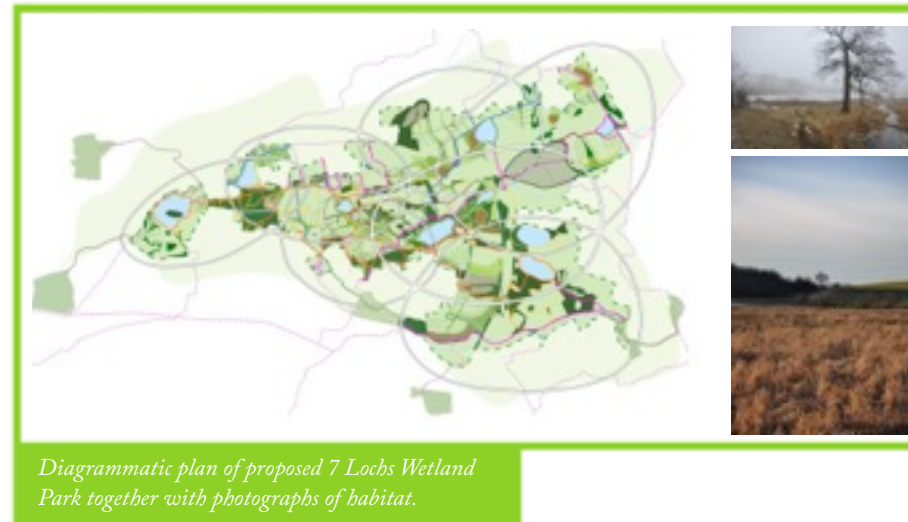 Diagrammatic plan of proposed 7 Lochs Wetland
Park together with photographs of habitat.